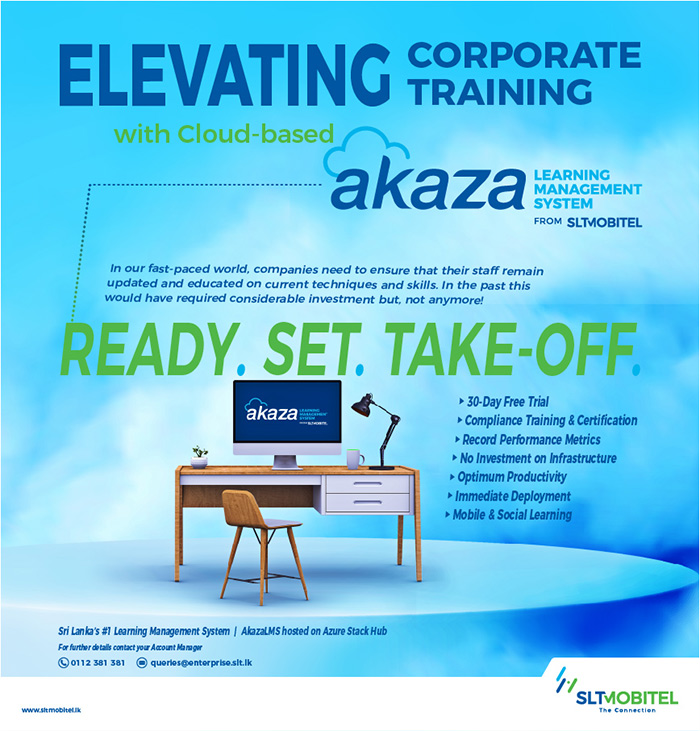 ELEVATING CORPORATE
TRAINING
with Cloud-based
akaza LEARNING
MANAGEMENT
SYSTEM
FROM SLTMOBITEL
In our fast-paced world, companies need to ensure that their staff remain
updated and educated on current techniques and skills. In the past this
would have required considerable investment but, not anymore!
READY. SET. TAKE-OFF.
akaza LEARNING
MANAGEMENT
SYSTEM
FROM SLTMOBITEL
30-Day Free Trial
Compliance Training & Certification
Record Performance Metrics
No Investment on Infrastructure
Optimum Productivity
Immediate Deployment
Mobile & Social Learning
Sri Lanka's #1 Learning Management System | AkazaLMS hosted on Azure Stack Hub
For further details contact your Account Manager
0112 381 381 queries@enterprise.slt.lk
SLTMOBITEL
The Connection
www.sltmobitel.lk